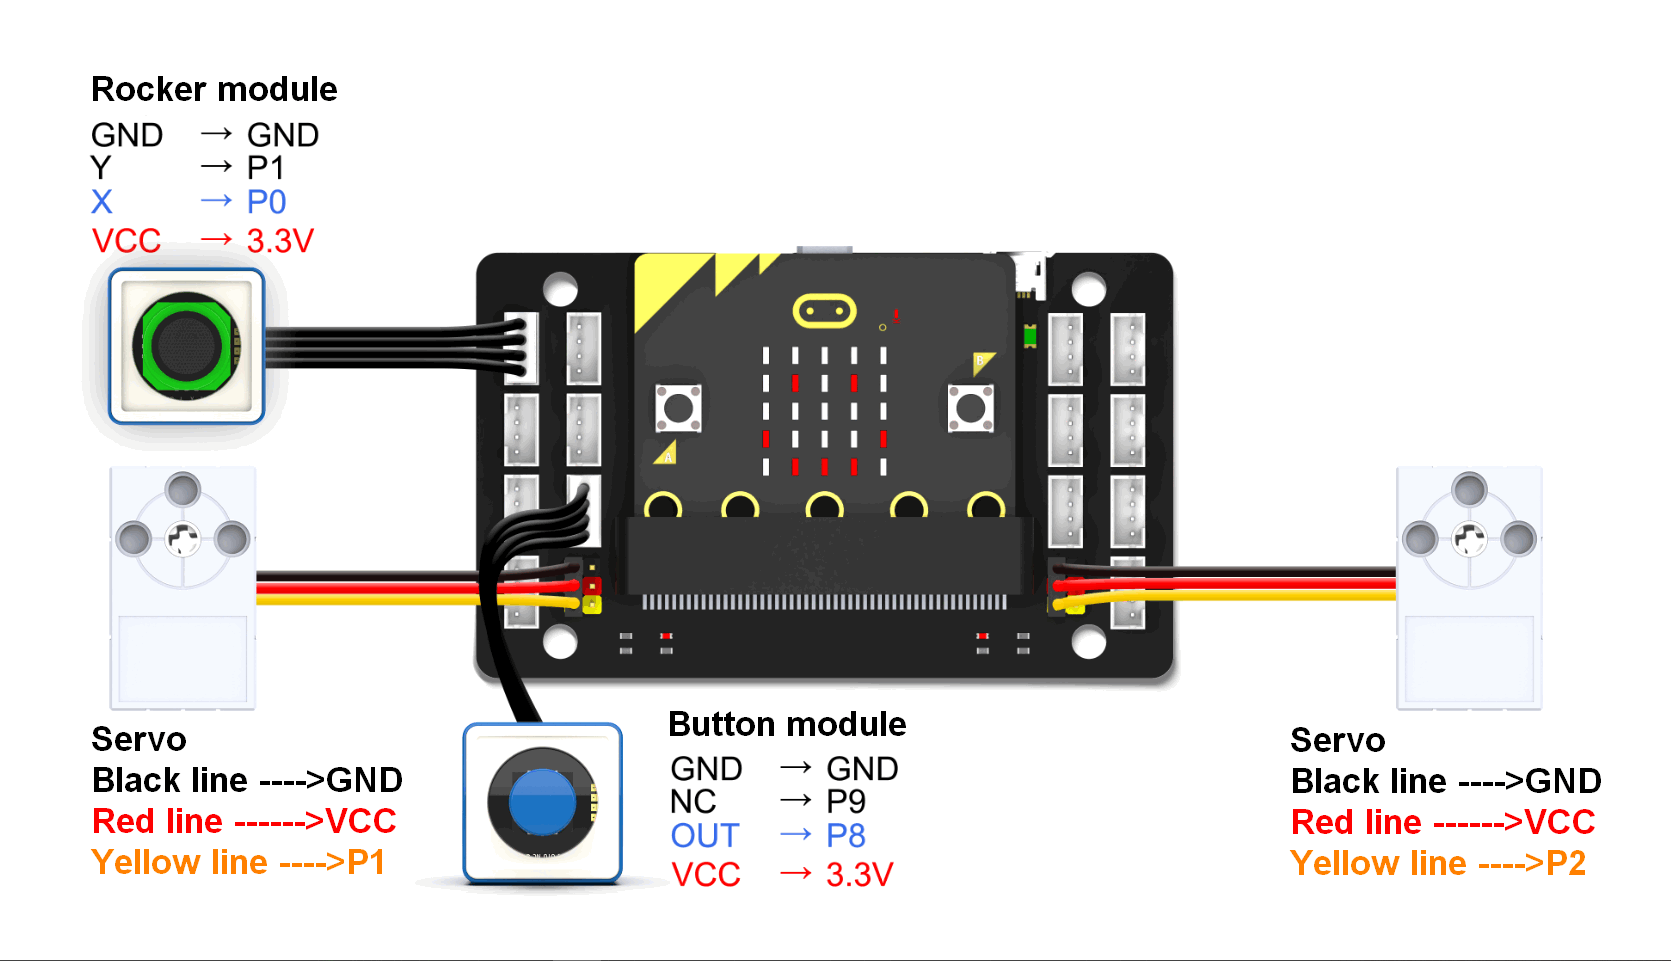 Rocker module
GND → GND
Y → P1
X → P0
VCC → 3.3V
B
A
Servo
Black line ---->GND
Red line ------>VCC
Yellow line ---->P1
Button module
GND → GND
NC → P9
OUT → P8
VCC → 3.3V
Servo
Black line ---->GND
Red line ------>VCC
Yellow line ---->P2